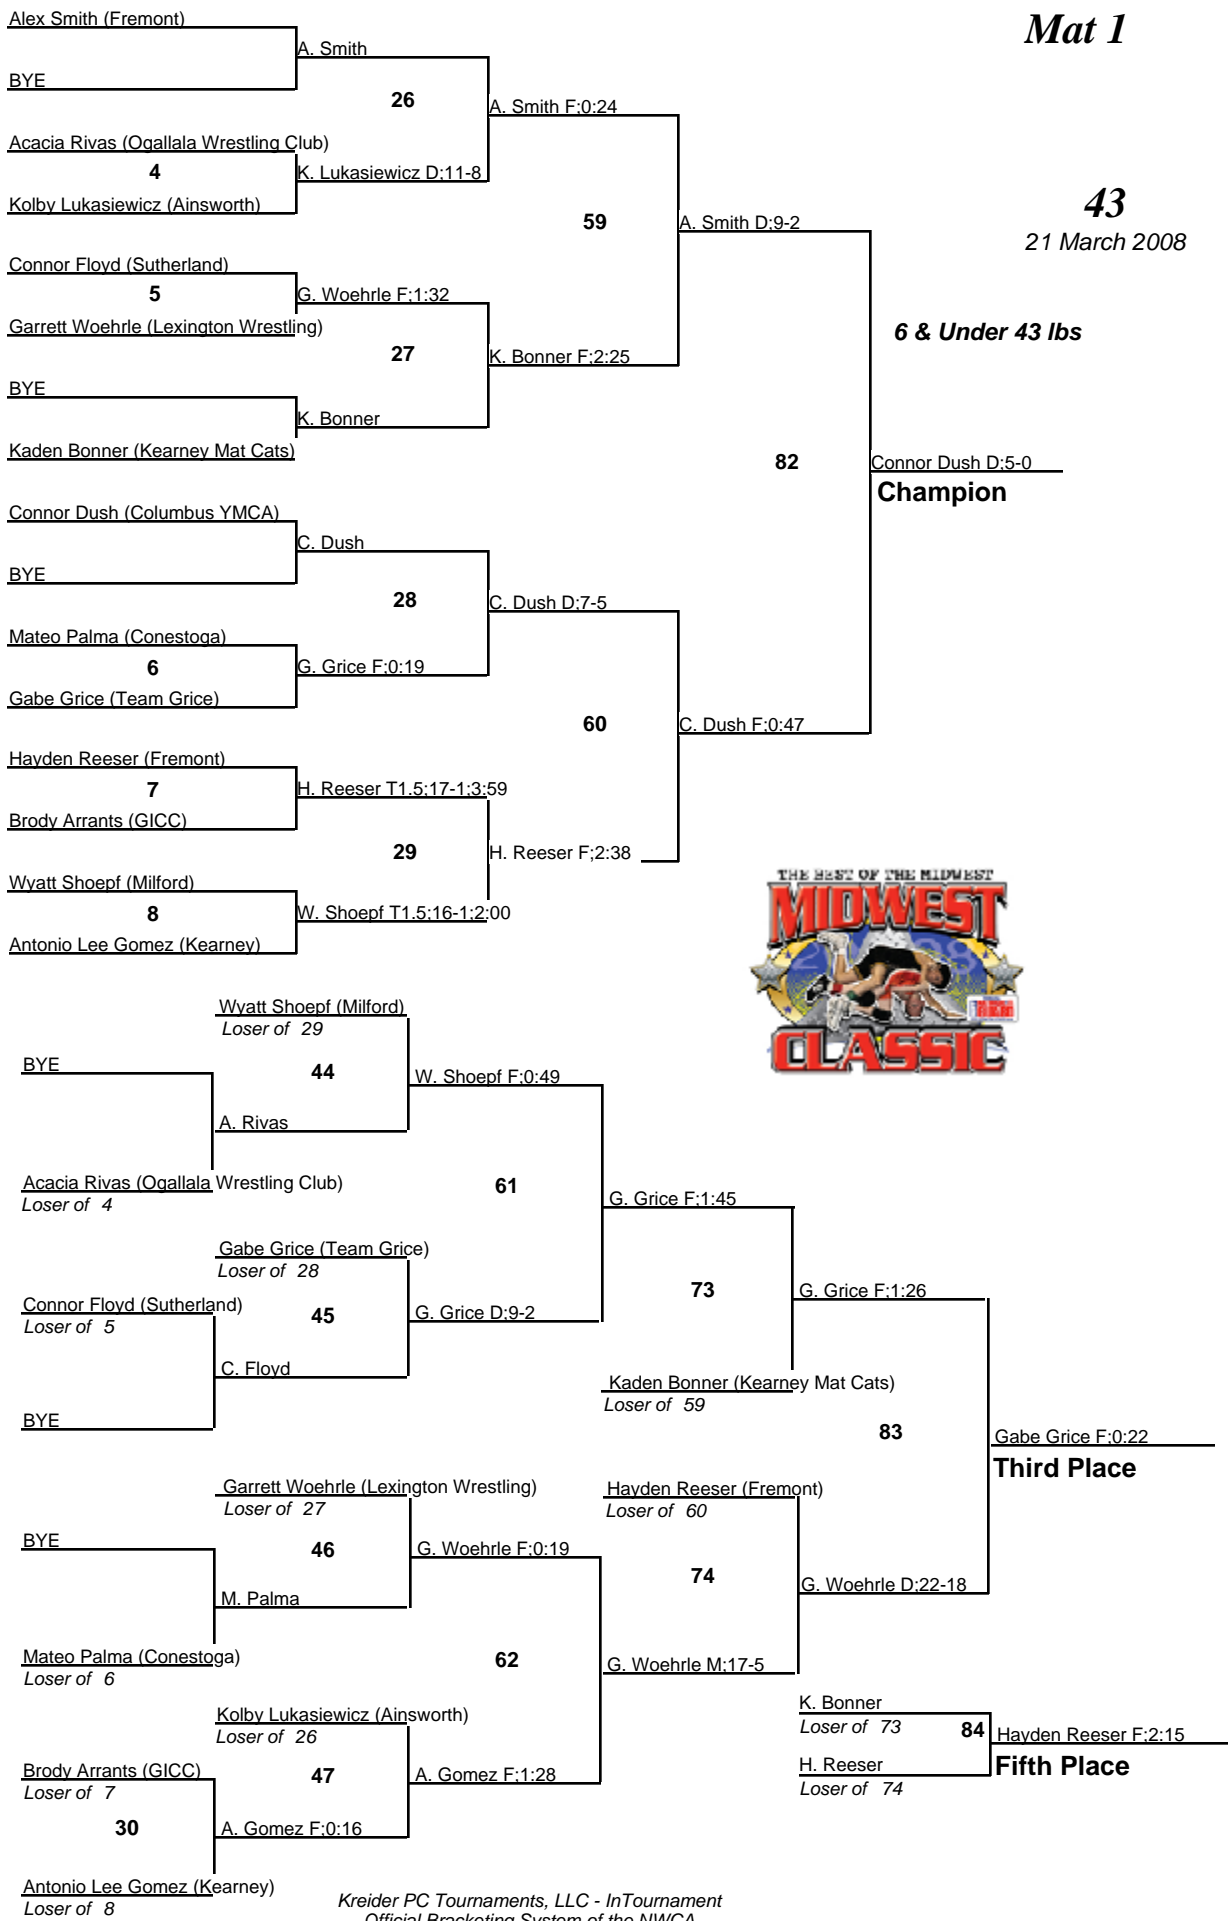 Alex Smith (Fremont)
Mat 1
A. Smith
BYE
26
A. Smith F;0:24
Acacia Rivas (Ogallala Wrestling Club)
4
K. Lukasiewicz D;11-8
Kolby Lukasiewicz (Ainsworth)
43
59
A. Smith D;9-2
21 March 2008
Connor Floyd (Sutherland)
5
G. Woehrle F;1:32
Garrett Woehrle (Lexington Wrestling)
6 & Under 43 lbs
27
K. Bonner F;2:25
BYE
K. Bonner
Kaden Bonner (Kearney Mat Cats)
82
Connor Dush D;5-0
Champion
Connor Dush (Columbus YMCA)
C. Dush
BYE
28
C. Dush D;7-5
Mateo Palma (Conestoga)
6
G. Grice F;0:19
Gabe Grice (Team Grice)
60
C. Dush F;0:47
Hayden Reeser (Fremont)
7
H. Reeser T1.5;17-1;3:59
Brody Arrants (GICC)
29
H. Reeser F;2:38
Wyatt Shoepf (Milford)
8
W. Shoepf T1.5;16-1;2:00
Antonio Lee Gomez (Kearney)
THE BEST OF THE MIDWEST
MIDWEST
CLASSIC
Wyatt Shoepf (Milford)
Loser of 29
BYE
44
W. Shoepf F;0:49
A. Rivas
Acacia Rivas (Ogallala Wrestling Club)
Loser of 4
61
G. Grice F;1:45
Gabe Grice (Team Grice)
Loser of 28
73
G. Grice F;1:26
Connor Floyd (Sutherland)
Loser of 5
45
G. Grice D;9-2
C. Floyd
Kaden Bonner (Kearney Mat Cats)
Loser of 59
BYE
83
Gabe Grice F;0:22
Third Place
Garrett Woehrle (Lexington Wrestling)
Loser of 27
Hayden Reeser (Fremont)
Loser of 60
BYE
46
G. Woehrle F;0:19
74
G. Woehrle D;22-18
M. Palma
Mateo Palma (Conestoga)
Loser of 6
62
G. Woehrle M;17-5
Kolby Lukasiewicz (Ainsworth)
Loser of 26
K. Bonner
Loser of 73
84
Hayden Reeser F;2:15
Fifth Place
H. Reeser
Loser of 74
Brody Arrants (GICC)
Loser of 7
47
A. Gomez F;1:28
30
A. Gomez F;0:16
Antonio Lee Gomez (Kearney)
Loser of 8
Kreider PC Tournaments, LLC - InTournament
Official Bracketing System of the NWCA